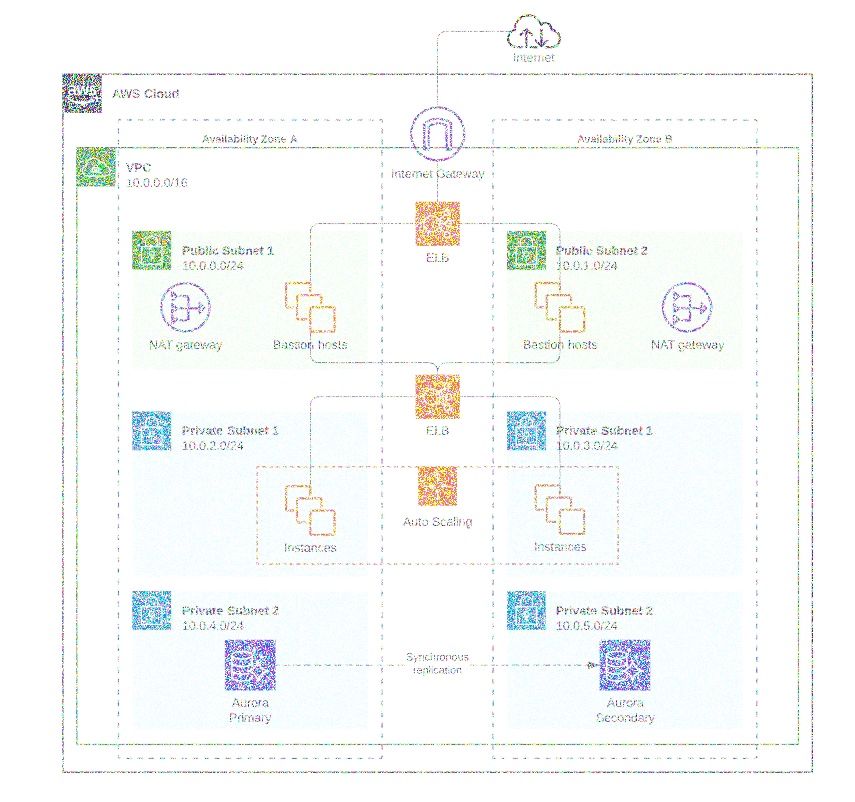 Internet
AWS
AWS Cloud
Availability Zone A
Availability Zone B
VPC
10.0.0.0/16
Internet Gateway
ELB
Public Subnet 1
10.0.0.0/24
Public Subnet 2
10.0.1.0/24
NAT gateway
Bastion hosts
Bastion hosts
NAT gateway
ELB
Private Subnet 1
10.0.2.0/24
Private Subnet 1
10.0.3.0/24
Auto Scaling
Instances
Instances
Private Subnet 2
10.0.4.0/24
Private Subnet 2
10.0.5.0/24
Synchronous
replication
Aurora
Primary
Aurora
Secondary